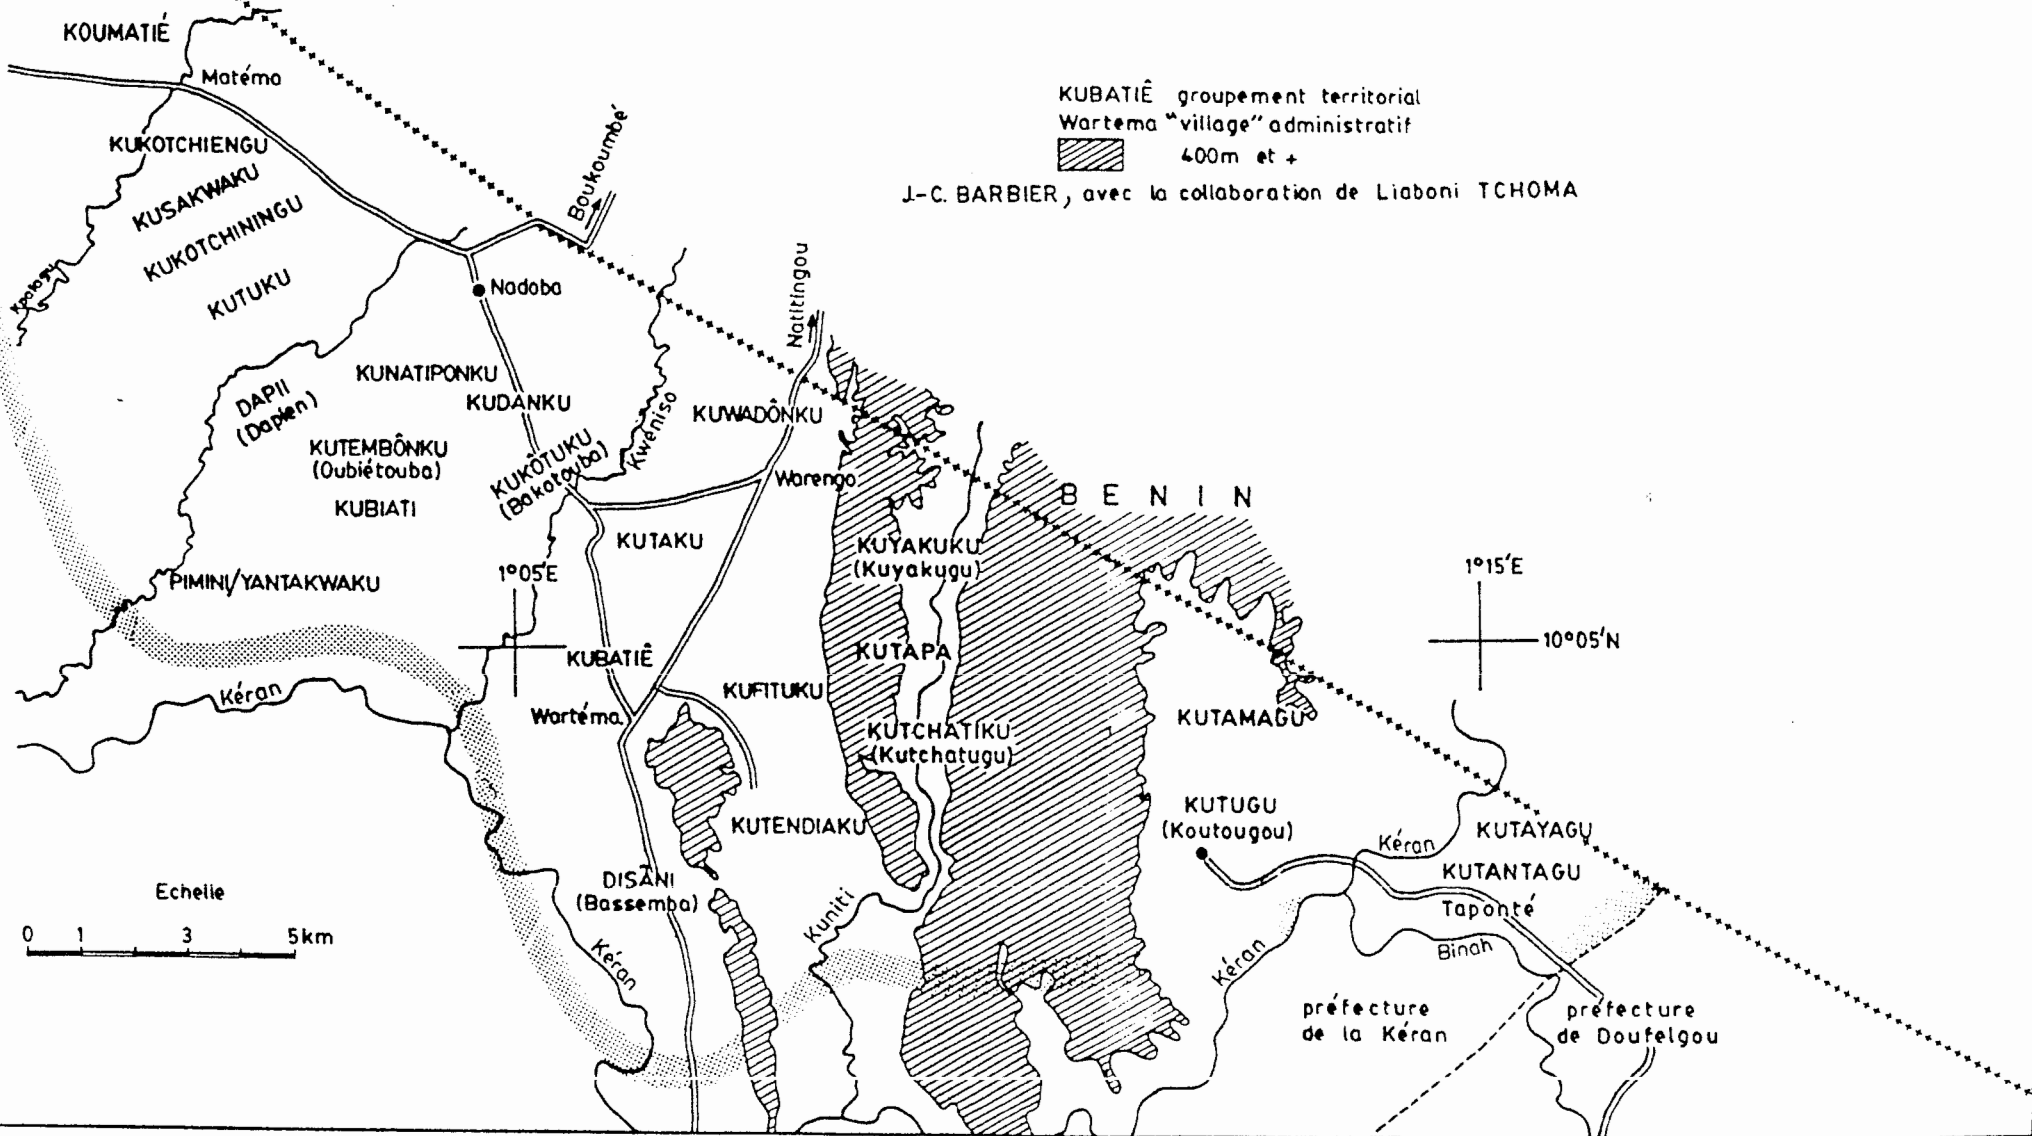 KOUMATIÉ
Matéma
KUBATIÊ groupement territorial
Wartema "village" administratif
400m et +
J-C. BARBIER, avec la collaboration de Liaboni TCHOMA
KUKOTCHIENGU
KUSAKWAKU
KUKOTCHININGU
KUTUKU
Boukoumbé
Natitingou
Nadoba
KUNATIPONKU
KUDANKU
DAPII
(Dapien)
KUTEMBÔNKU
(Oubiétouba)
KUBIATI
KUKÔTUKU
(Bakotouba)
Kwéniso
KUWADÔNKU
Warengo
BENIN
KUTAKU
KUYAKUKU
(Kuyakugu)
1°05'E
1°15'E
10°05'N
PIMINI/YANTAKWAKU
KUBATIÊ
KUTAPA
Kéran
KUFITUKU
Wartéma
KUTCHATIKU
(Kutchatugu)
KUTAMAGU
KUTUGU
(Koutougou)
KUTENDIAKU
Kéran
KUTAYAGU
KUTANTAGU
Taponté
Binah
DISANI
(Bassemba)
Kuniti
Kéran
Kéran
Echelle
0 1 3 5km
préfecture
de la Kéran
préfecture
de Doufelgou